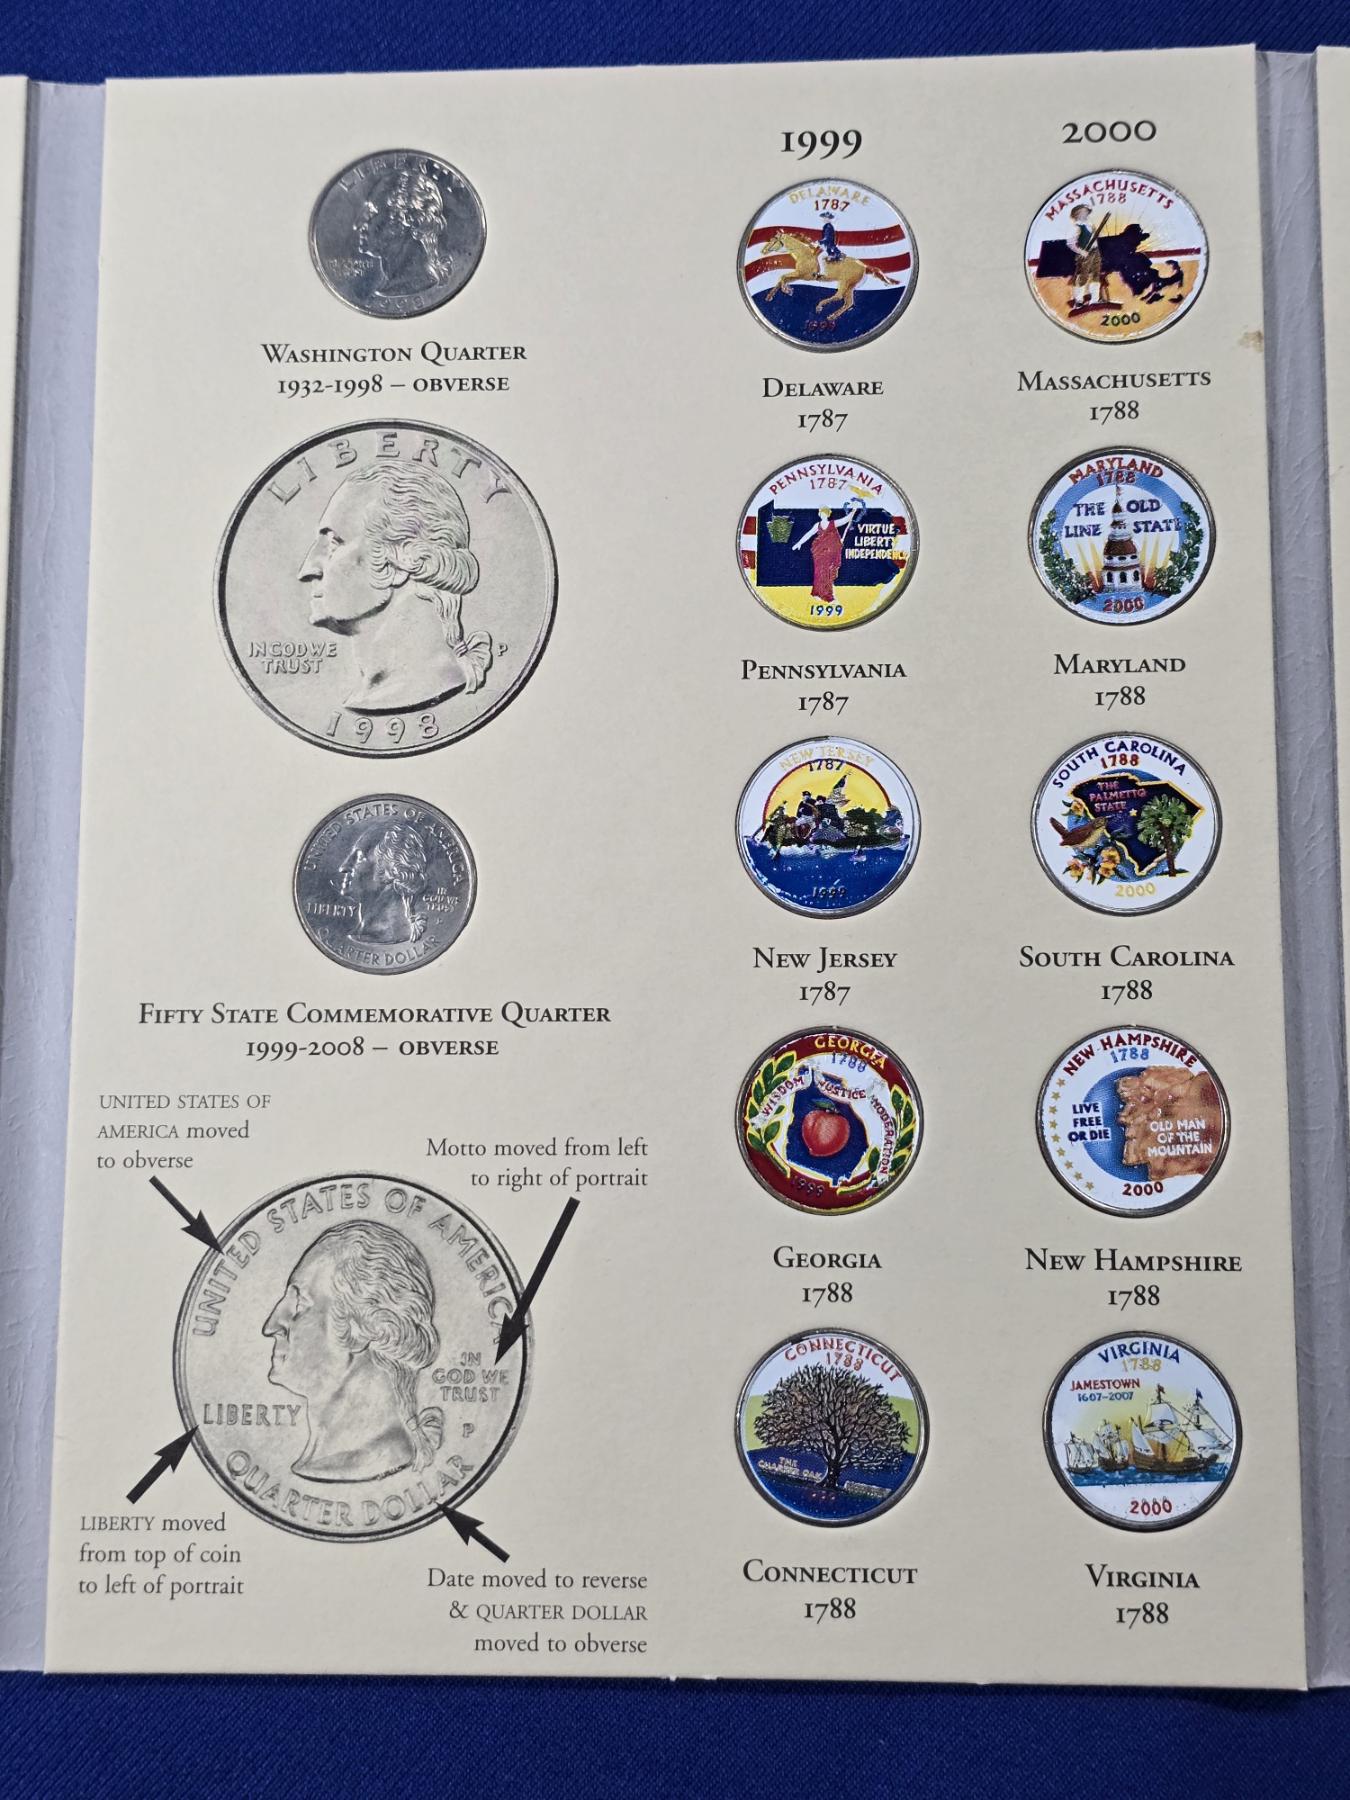 LIBERTY
1998
WASHINGTON QUARTER
1932-1998 – OBVERSE
LIBERTY
IN GOD WE
TRUST
P
1998
UNITED STATES OF AMERICA
LIBERTY
IN
GOD WE
TRUST
QUARTER DOLLAR
FIFTY STATE COMMEMORATIVE QUARTER
1999-2008 – OBVERSE
UNITED STATES OF
AMERICA moved
to obverse
Motto moved from left
to right of portrait
UNITED STATES OF AMERICA
IN
GOD WE
TRUST
LIBERTY
P
QUARTER DOLLAR
LIBERTY moved
from top of coin
to left of portrait
Date moved to reverse
& QUARTER DOLLAR
moved to obverse
1999
DELAWARE
1787
1999
DELAWARE
1787
PENNSYLVANIA
1787
VIRTUE
LIBERTY
INDEPENDENCE
1999
PENNSYLVANIA
1787
NEW JERSEY
1787
1999
NEW JERSEY
1787
GEORGIA
1788
WISDOM JUSTICE MODERATION
1999
GEORGIA
1788
CONNECTICUT
1788
THE
CHARTER OAK
CONNECTICUT
1788
2000
MASSACHUSETTS
1788
2000
MASSACHUSETTS
1788
MARYLAND
1788
THE OLD
LINE STATE
2000
MARYLAND
1788
SOUTH CAROLINA
1788
THE
PALMETTO
STATE
2000
SOUTH CAROLINA
1788
NEW HAMPSHIRE
1788
LIVE
FREE
OR DIE
OLD MAN
OF THE
MOUNTAIN
2000
NEW HAMPSHIRE
1788
VIRGINIA
1788
JAMESTOWN
1607-2007
2000
VIRGINIA
1788